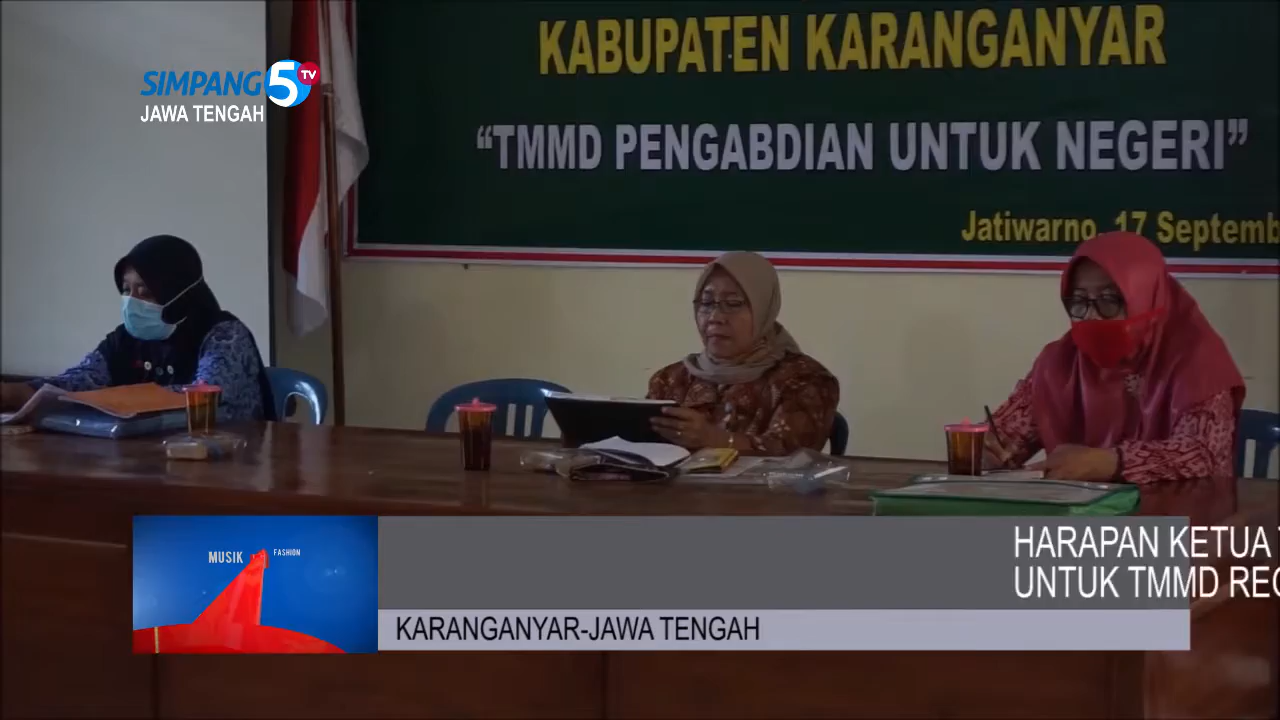 KABUPATEN KARANGANYAR
SIMPANG 5 TV
JAWA TENGAH
“TMMD PENGABDIAN UNTUK NEGERI”
Jatiwarno, 17 Septemb
MUSIK
FASHION
HARAPAN KETUA
UNTUK TMMD REG
KARANGANYAR-JAWA TENGAH